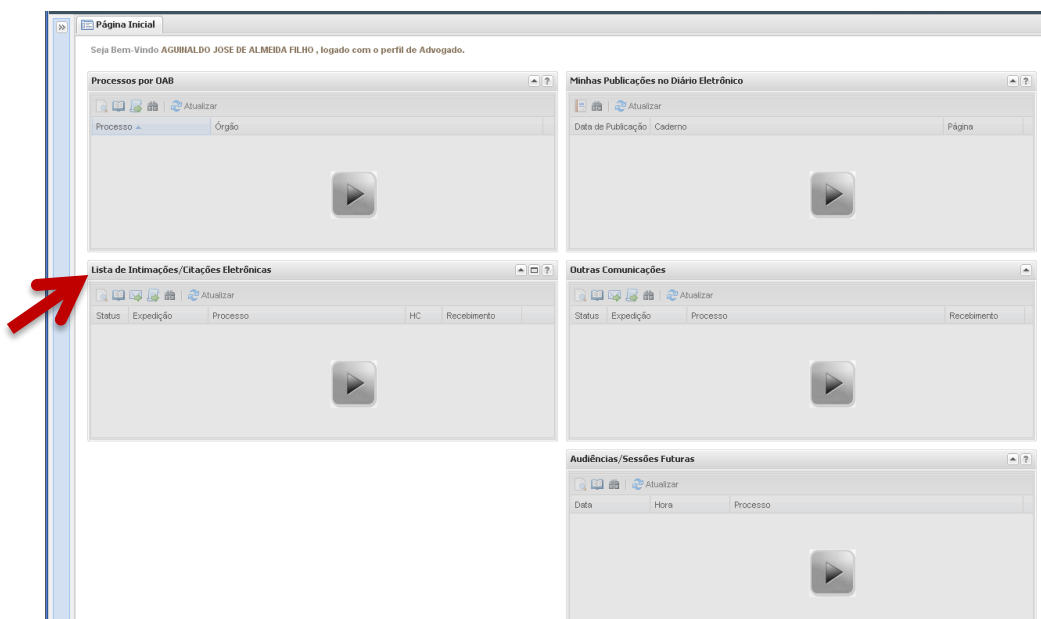 Página Inicial
Seja Bem-Vindo AGUINALDO JOSE DE ALMEIDA FILHO , logado com o perfil de Advogado.
Processos por OAB
?
Atualizar
Processo
Órgão
Minhas Publicações no Diário Eletrônico
?
Atualizar
Data de Publicação
Caderno
Página
Lista de Intimações/Citações Eletrônicas
?
Atualizar
Status
Expedição
Processo
HC
Recebimento
Outras Comunicações
Atualizar
Status
Expedição
Processo
Recebimento
Audiências/Sessões Futuras
?
Atualizar
Data
Hora
Processo